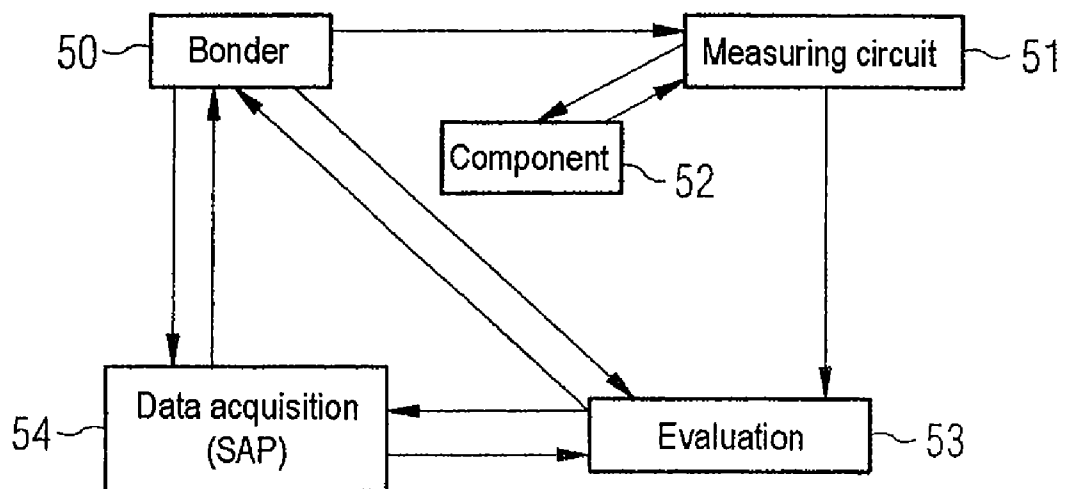 50
Bonder
Measuring circuit
51
Component
52
Data acquisition
(SAP)
54
Evaluation
53